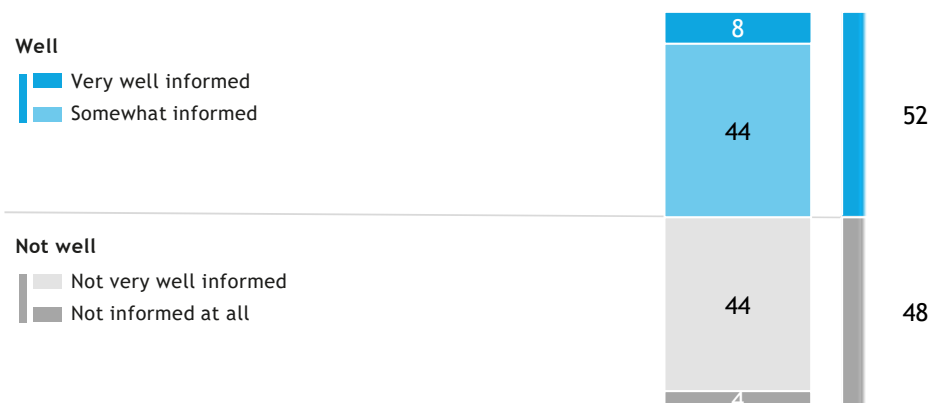 Well
Very well informed
Somewhat informed
8
44
52
Not well
Not very well informed
Not informed at all
44
48
4